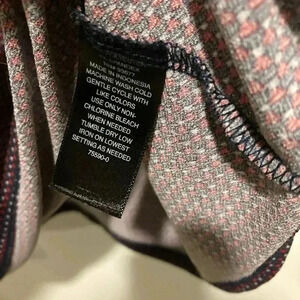 MADE IN INDONESIA
MACHINE WASH COLD
GENTLE CYCLE WITH
LIKE COLORS
USE ONLY NON-
CHLORINE BLEACH
WHEN NEEDED
TUMBLE DRY LOW
IRON ON LOWEST
SETTING AS NEEDED
75590-0